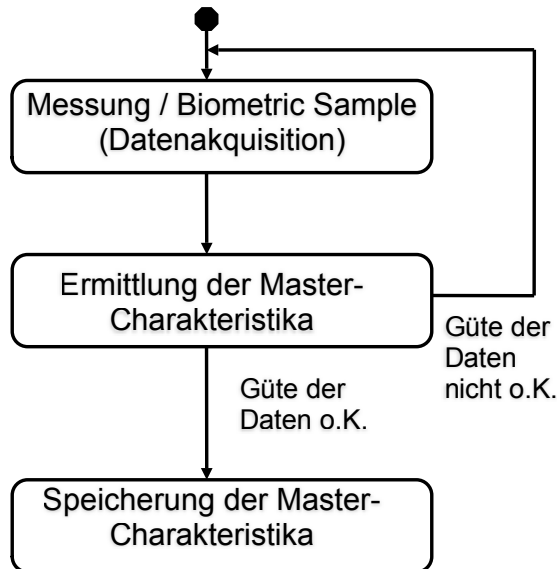 Messung / Biometric Sample
(Datenakquisition)
Ermittlung der Master-
Charakteristika
Güte der
Daten
nicht o.K.
Güte der
Daten o.K.
Speicherung der Master-
Charakteristika